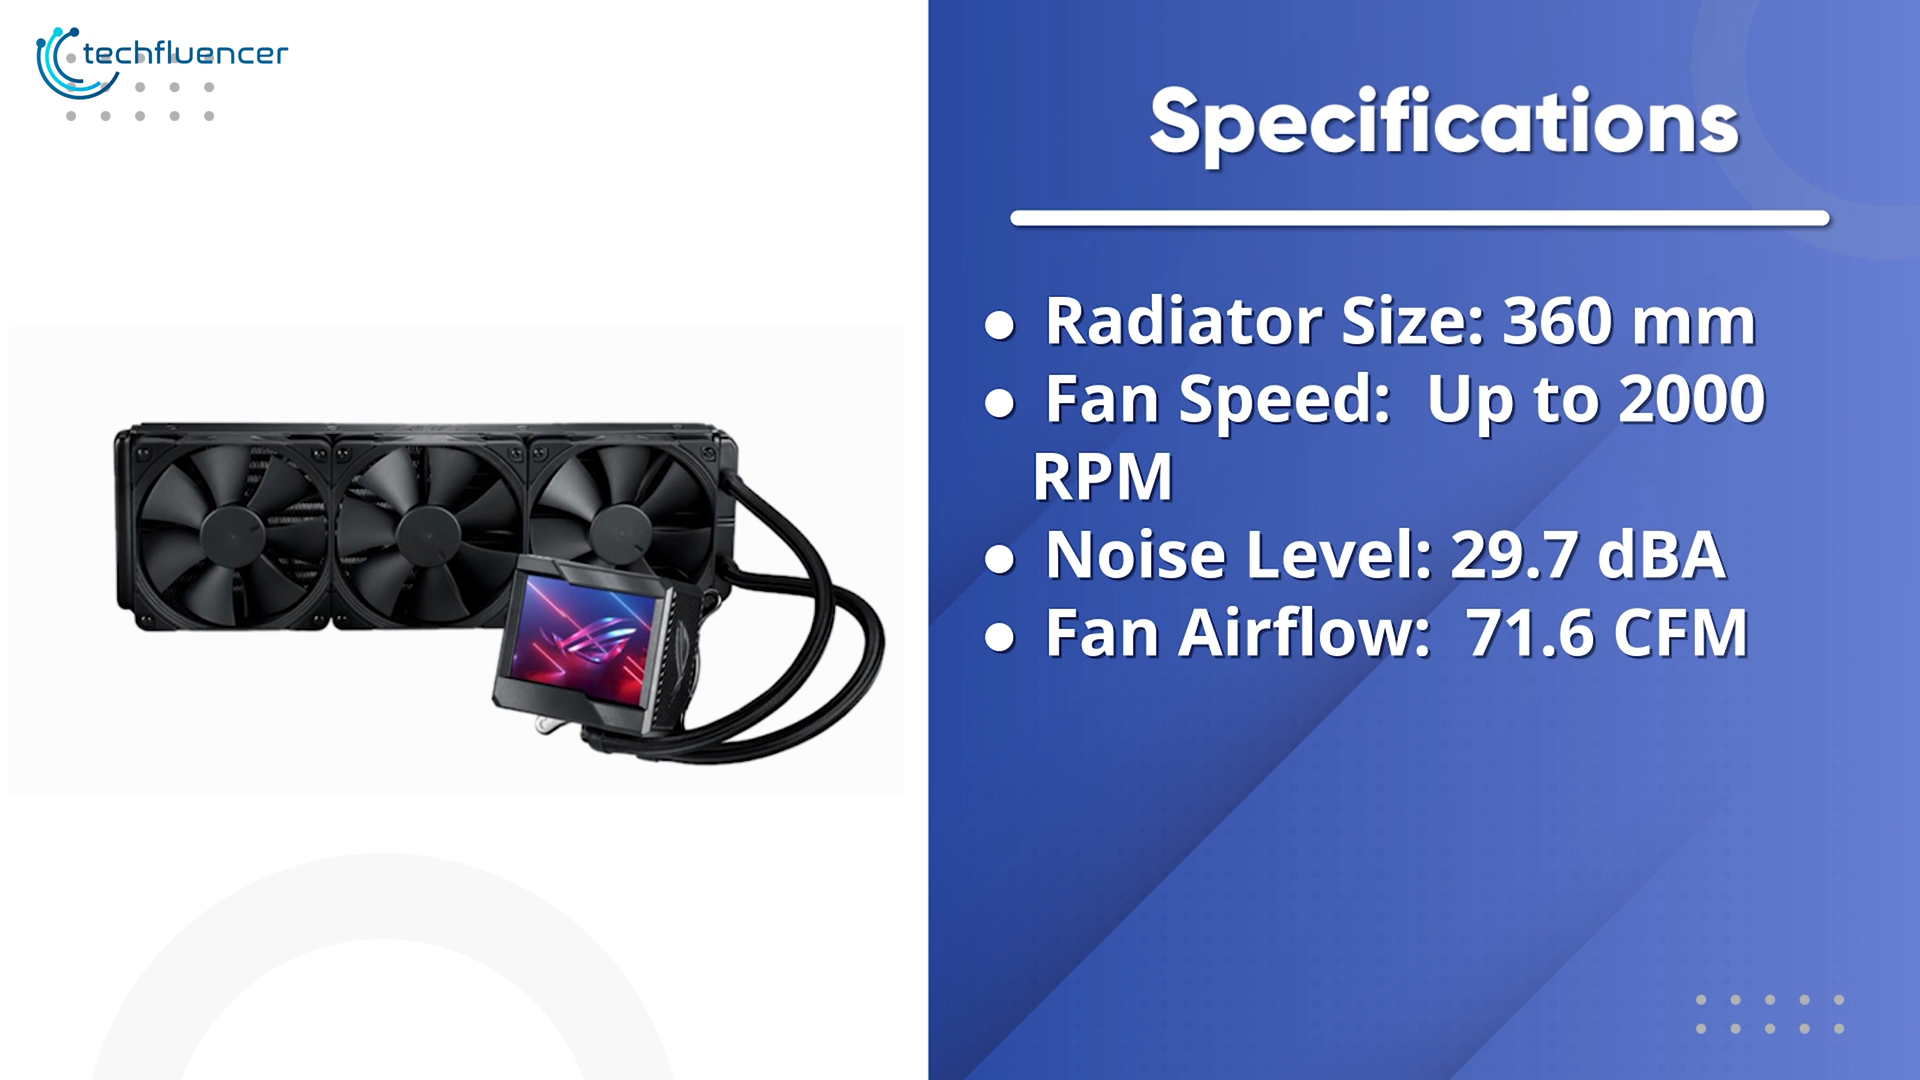 techfluencer
Specifications
● Radiator Size: 360 mm
● Fan Speed:  Up to 2000
RPM
● Noise Level: 29.7 dBA
● Fan Airflow:  71.6 CFM